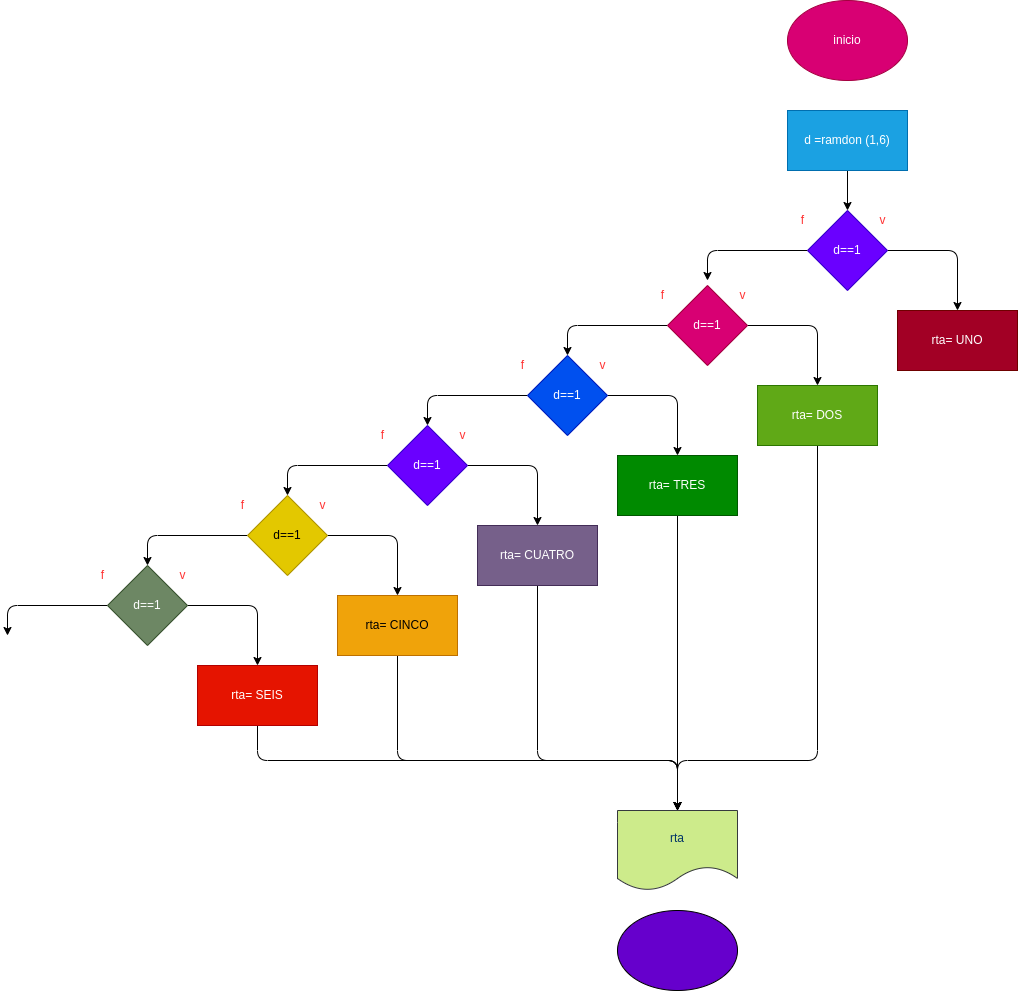 inicio
d =ramdon (1,6)
f
v
d==1
f
v
d==1
rta= UNO
f
v
d==1
rta= DOS
f
v
d==1
rta= TRES
f
v
d==1
rta= CUATRO
f
v
d==1
rta= CINCO
rta= SEIS
rta